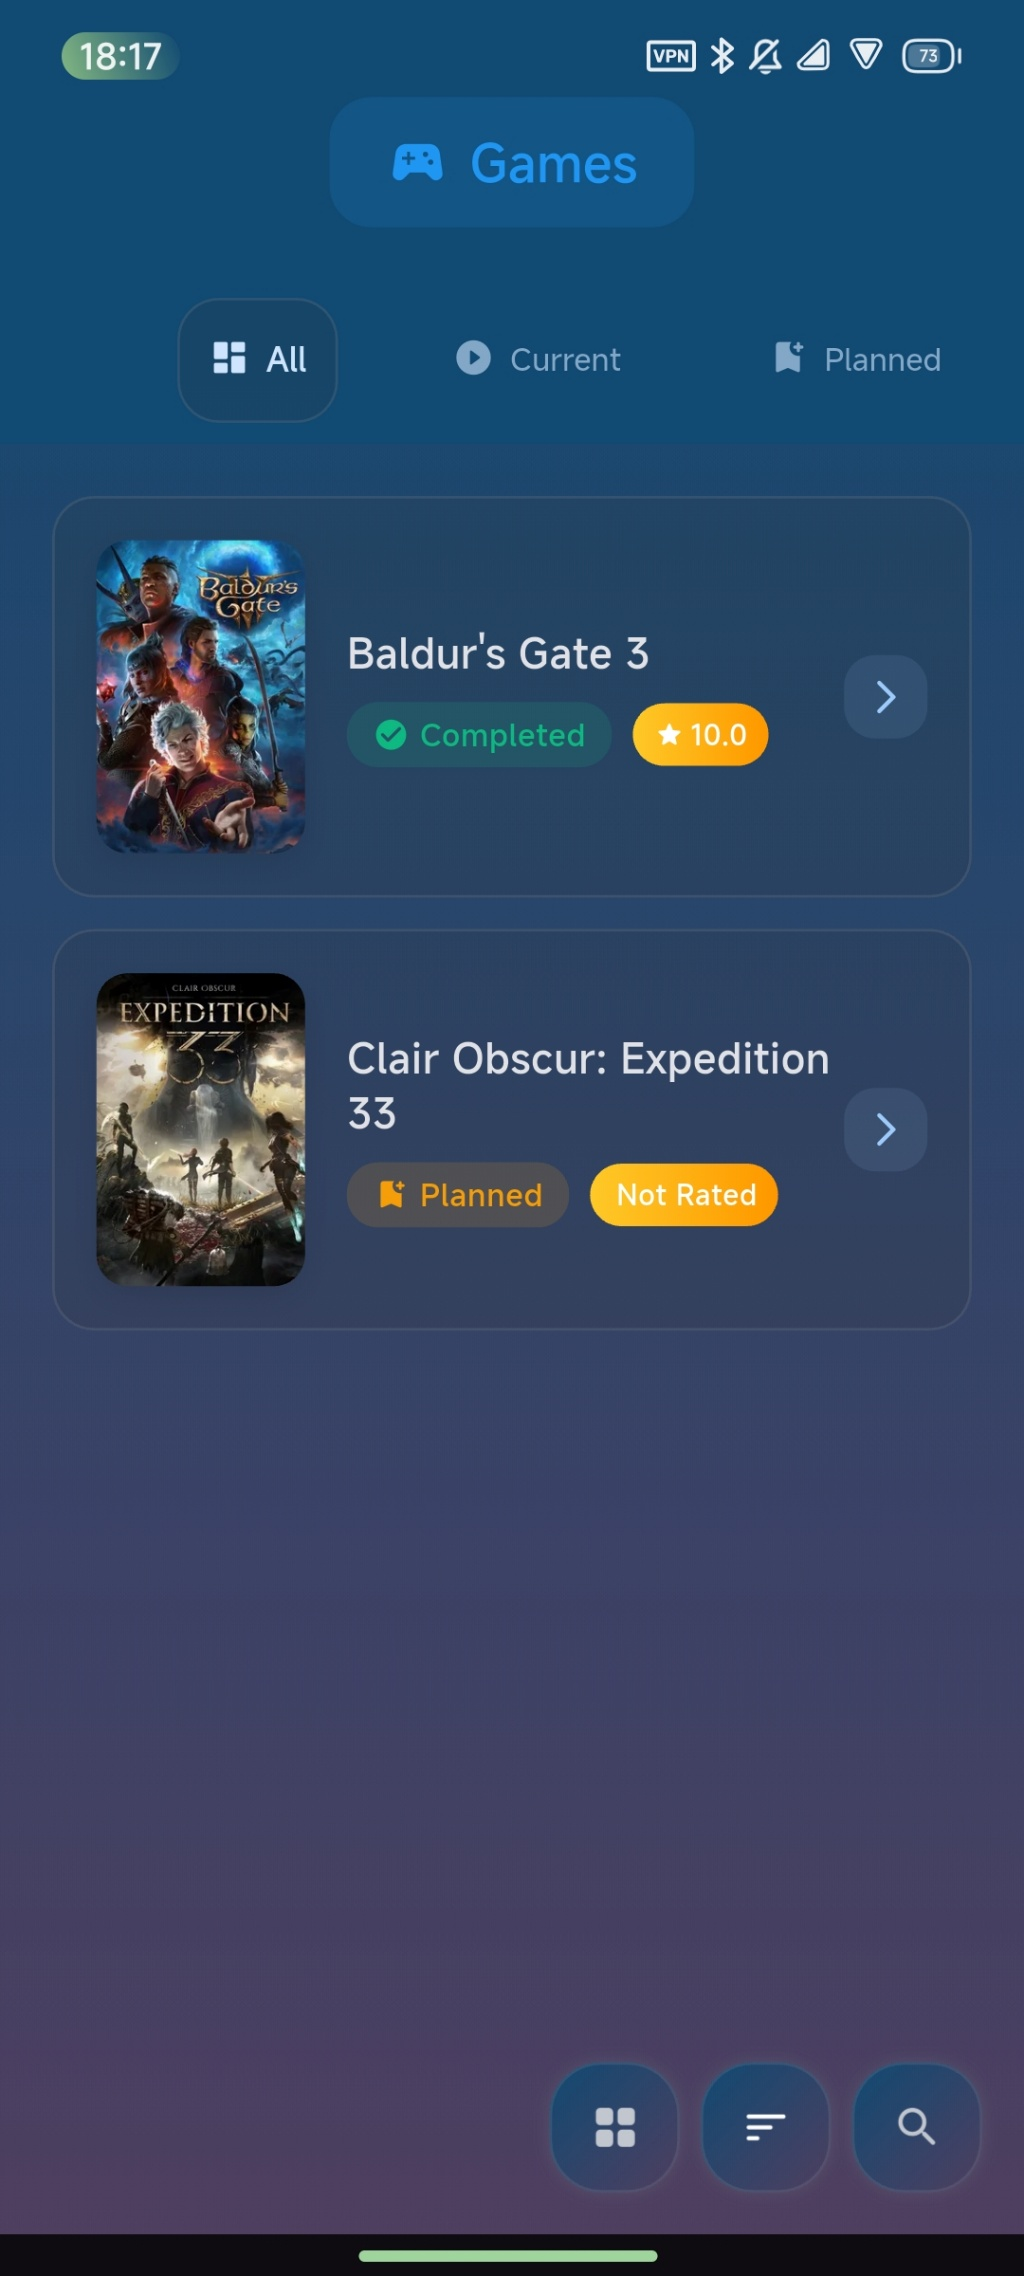 18:17
VPN
73
Games
All
Current
Planned
Baldur's
Gate
Baldur's Gate 3
Completed
10.0
CLAIR OBSCUR
EXPEDITION
33
Clair Obscur: Expedition
33
Planned
Not Rated